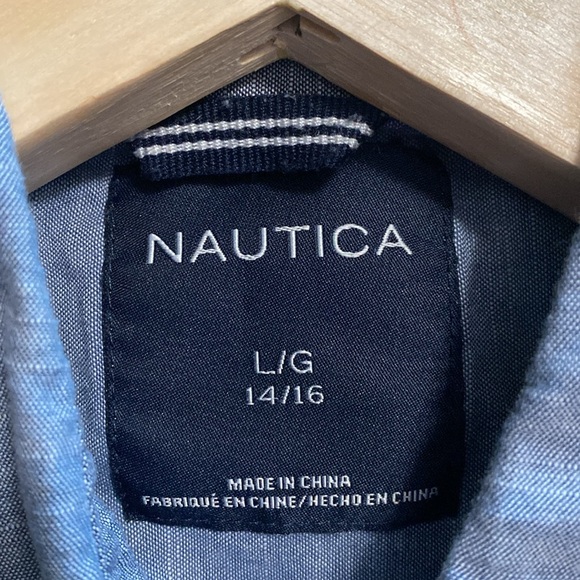 NAUTICA
L/G
14/16
MADE IN CHINA
FABRIQUÉ EN CHINE/HECHO EN CHINA